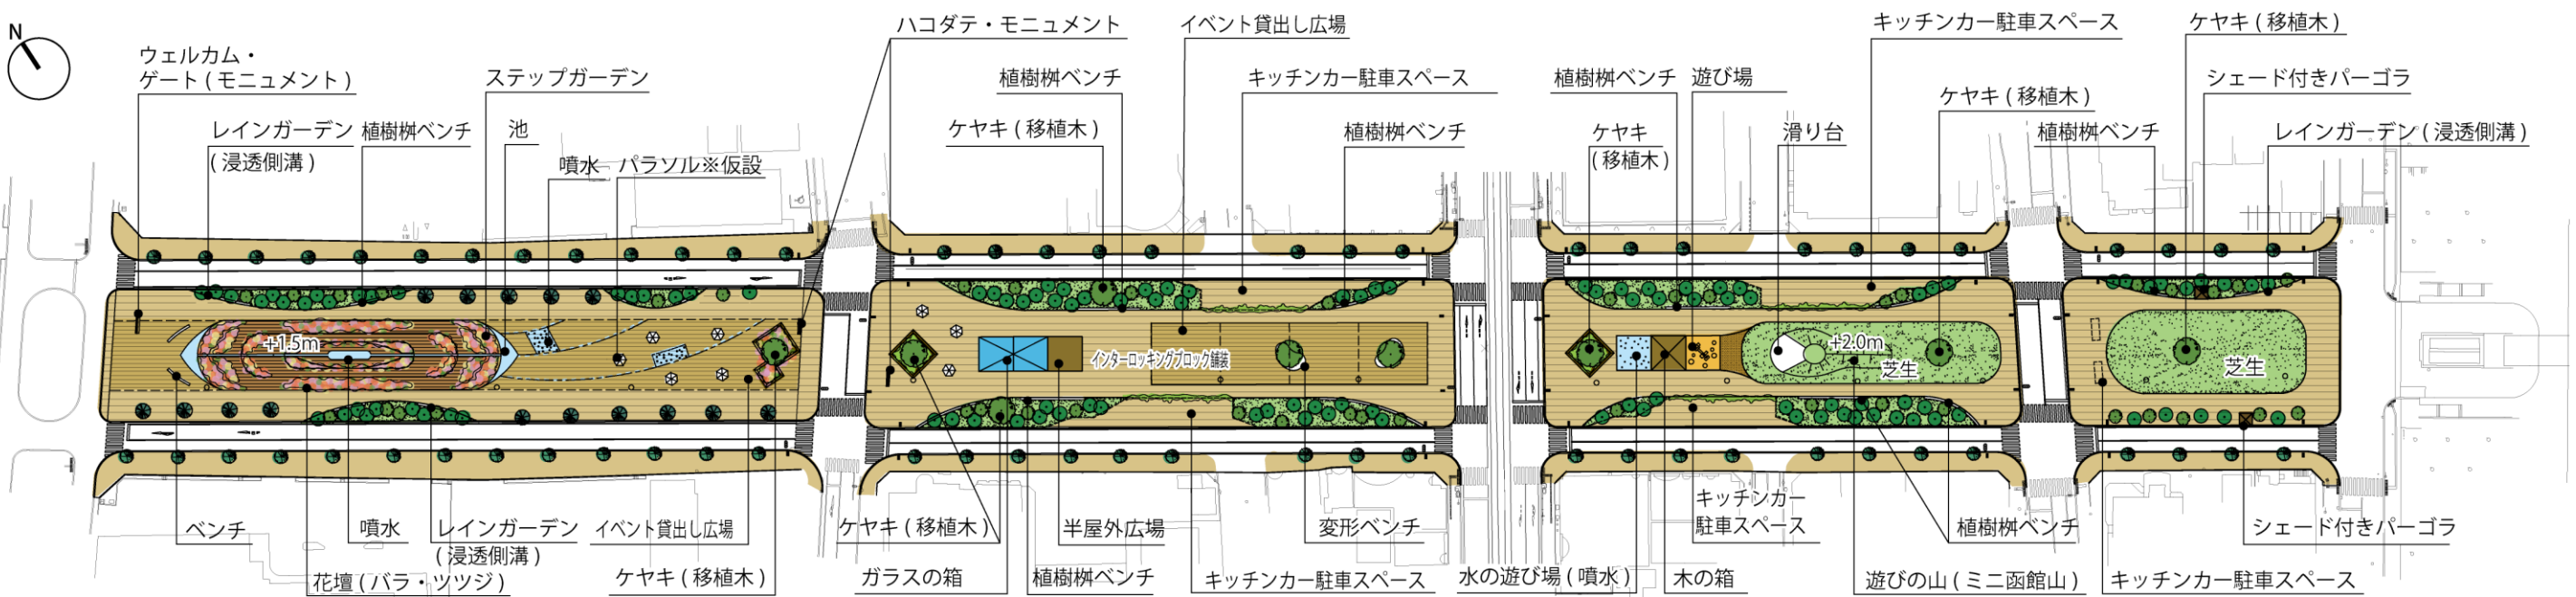 N
ウェルカム・
ゲート ( モニュメント )
レインガーデン
( 浸透側溝 )
植樹桝ベンチ
ステップガーデン
池
噴水
パラソル※仮設
ハコダテ・モニュメント
植樹桝ベンチ
ケヤキ ( 移植木 )
イベント貸出し広場
キッチンカー駐車スペース
植樹桝ベンチ
植樹桝ベンチ
遊び場
ケヤキ
( 移植木 )
滑り台
キッチンカー駐車スペース
ケヤキ ( 移植木 )
植樹桝ベンチ
ケヤキ ( 移植木 )
シェード付きパーゴラ
レインガーデン ( 浸透側溝 )
+1.5m
インターロッキングブロック舗装
+2.0m
芝生
芝生
ベンチ
噴水
レインガーデン
( 浸透側溝 )
花壇 ( バラ・ツツジ )
イベント貸出し広場
ケヤキ ( 移植木 )
ケヤキ ( 移植木 )
ガラスの箱
半屋外広場
植樹桝ベンチ
変形ベンチ
キッチンカー駐車スペース
水の遊び場 ( 噴水 )
キッチンカー
駐車スペース
木の箱
植樹桝ベンチ
遊びの山 ( ミニ函館山 )
シェード付きパーゴラ
キッチンカー駐車スペース